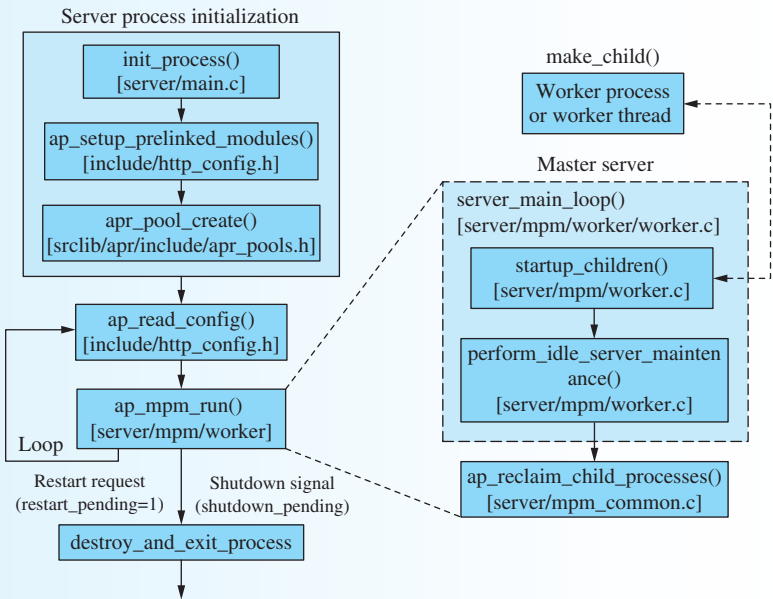 Server process initialization
init_process()
[server/main.c]
ap_setup_prelinked_modules()
[include/http_config.h]
apr_pool_create()
[srclib/apr/include/apr_pools.h]
ap_read_config()
[include/http_config.h]
ap_mpm_run()
[server/mpm/worker]
Loop
Restart request
(restart_pending=1)
Shutdown signal
(shutdown_pending)
destroy_and_exit_process
make_child()
Worker process
or worker thread
Master server
server_main_loop()
[server/mpm/worker/worker.c]
startup_children()
[server/mpm/worker.c]
perform_idle_server_mainten
ance()
[server/mpm/worker.c]
ap_reclaim_child_processes()
[server/mpm_common.c]